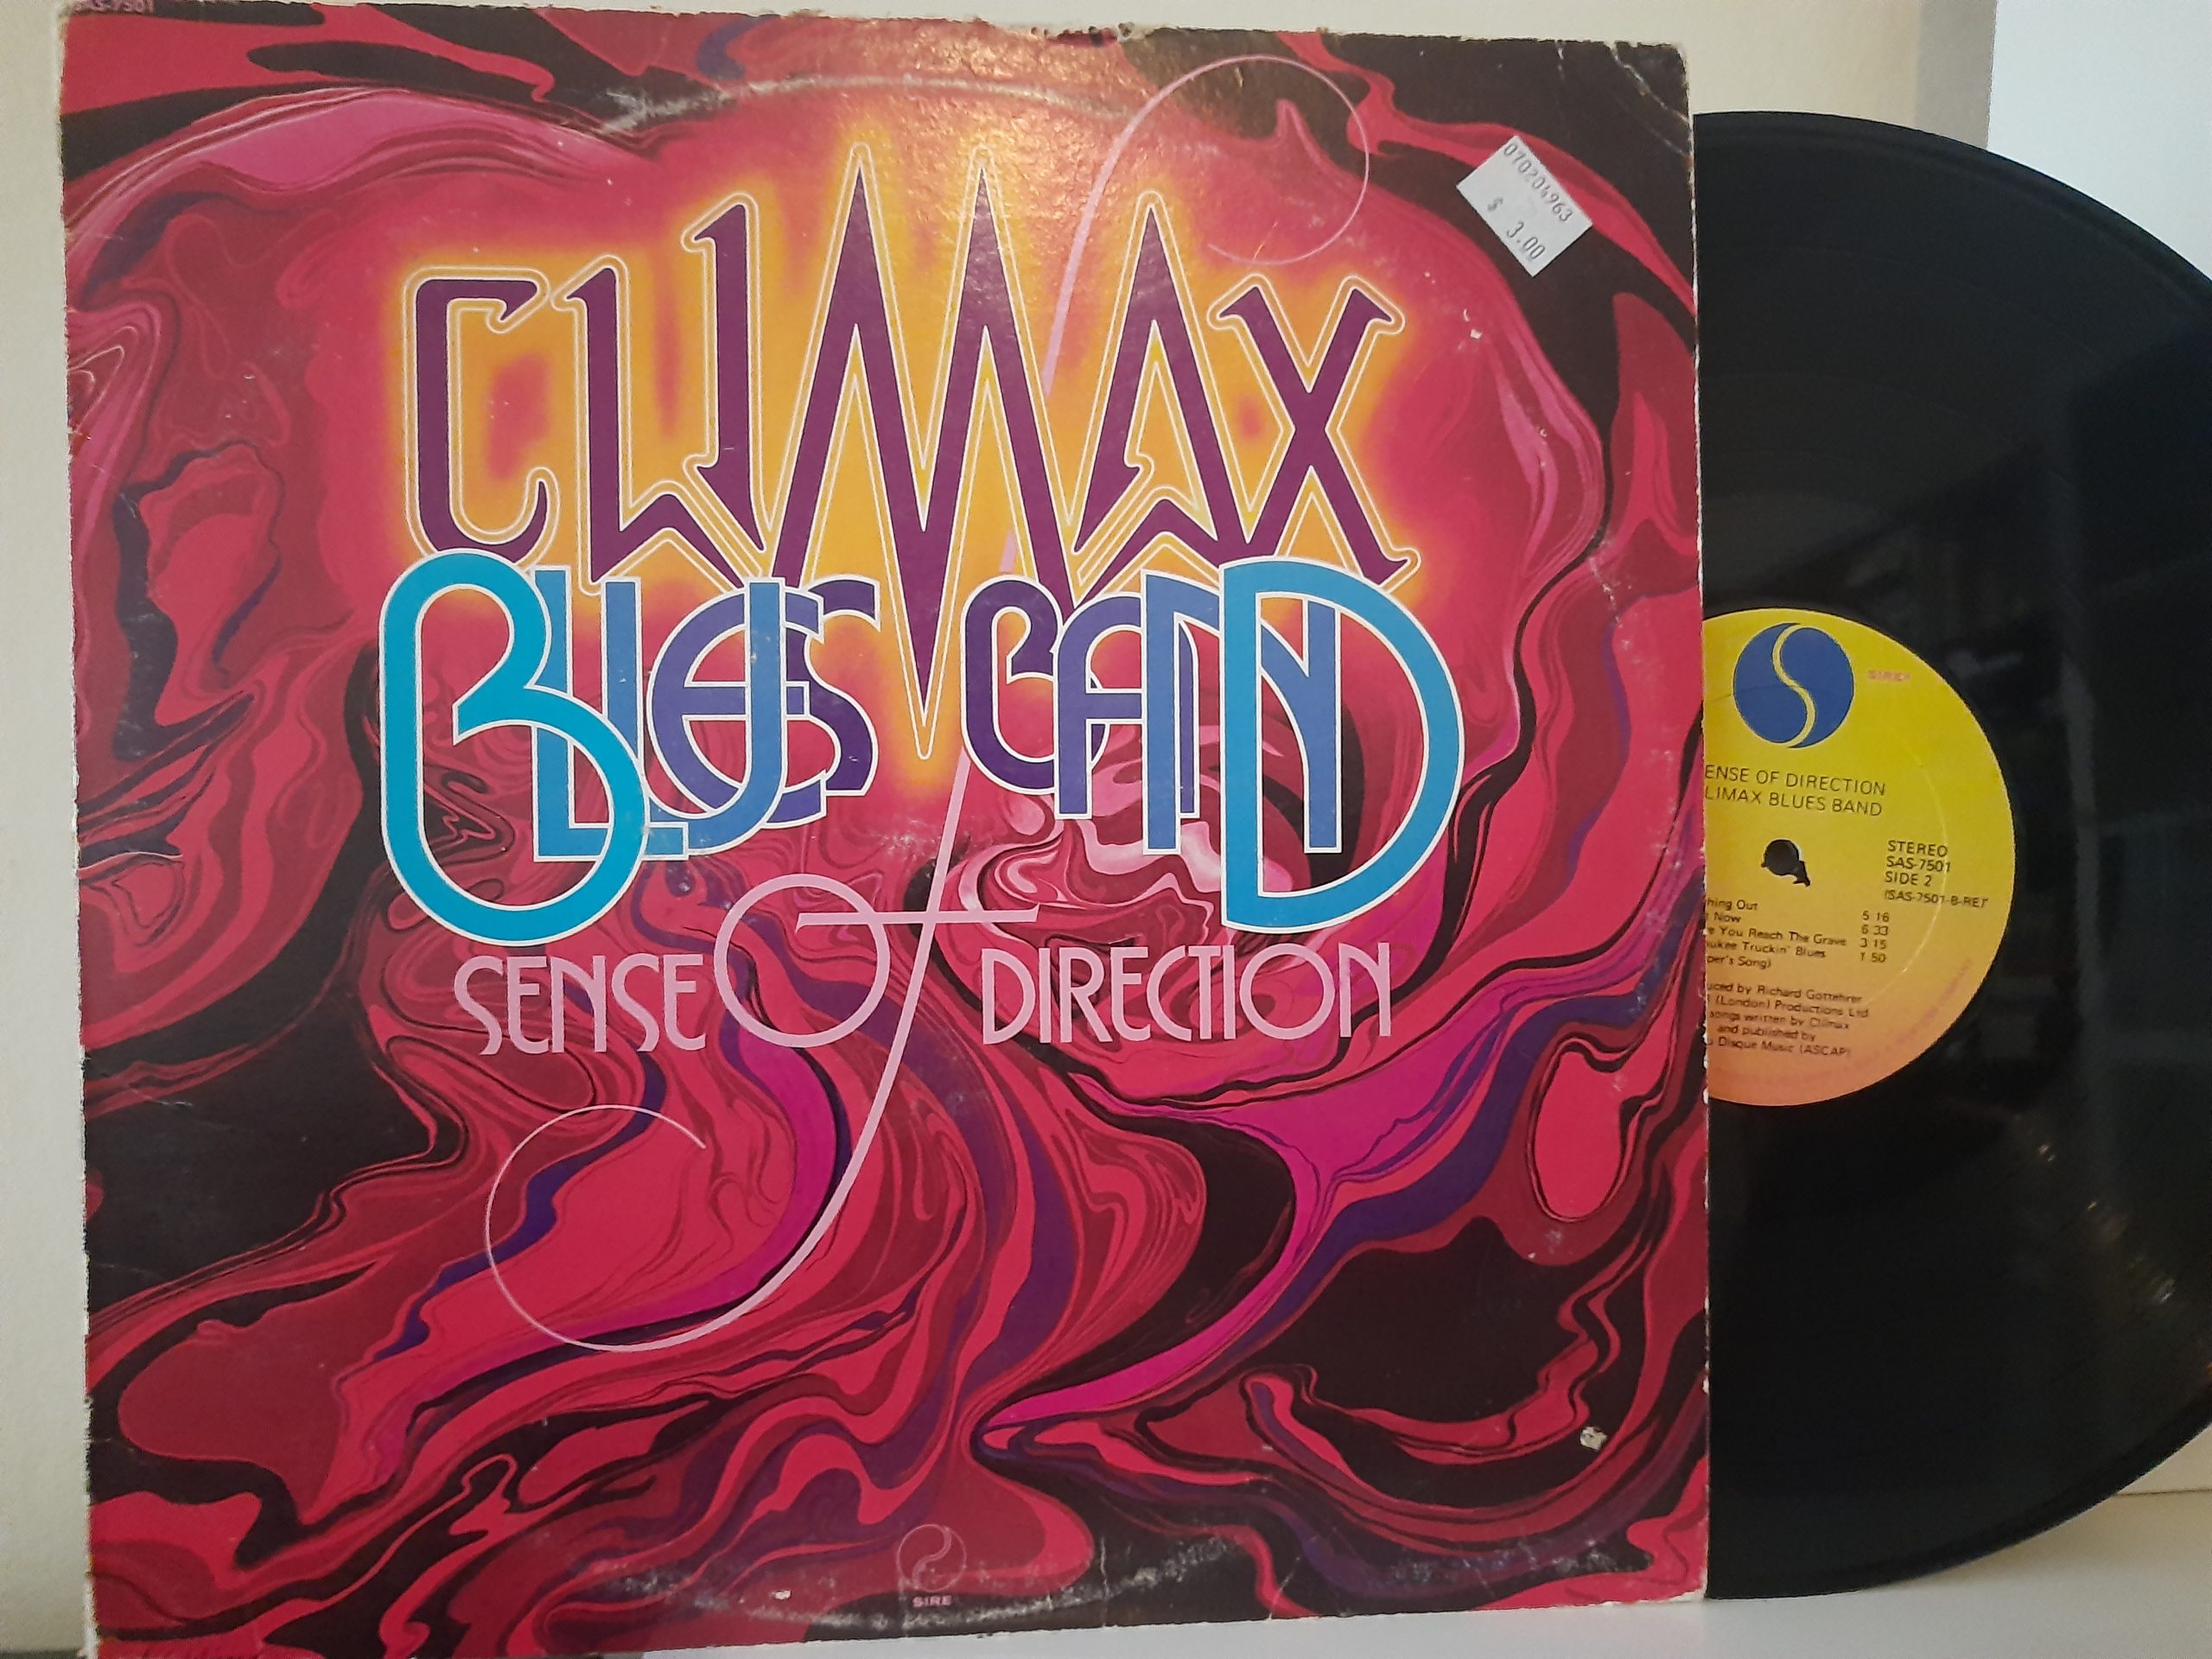 SAS-7501
070204963
$ 3.00
CLIMAX
BLUES BAND
SENSE OF DIRECTION
SIRE
SIRE
ENSE OF DIRECTION
LIMAX BLUES BAND
STEREO
SAS-7501
SIDE 2
(SAS-7501-B-RE)
hing Out 5 16
t Now 6 33
e You Reach The Grave 3 15
ukee Truckin' Blues 1 50
per's Song)
uced by Richard Gottehrer
(London) Productions Ltd
songs written by Climax
and published by
u Disque Music (ASCAP)